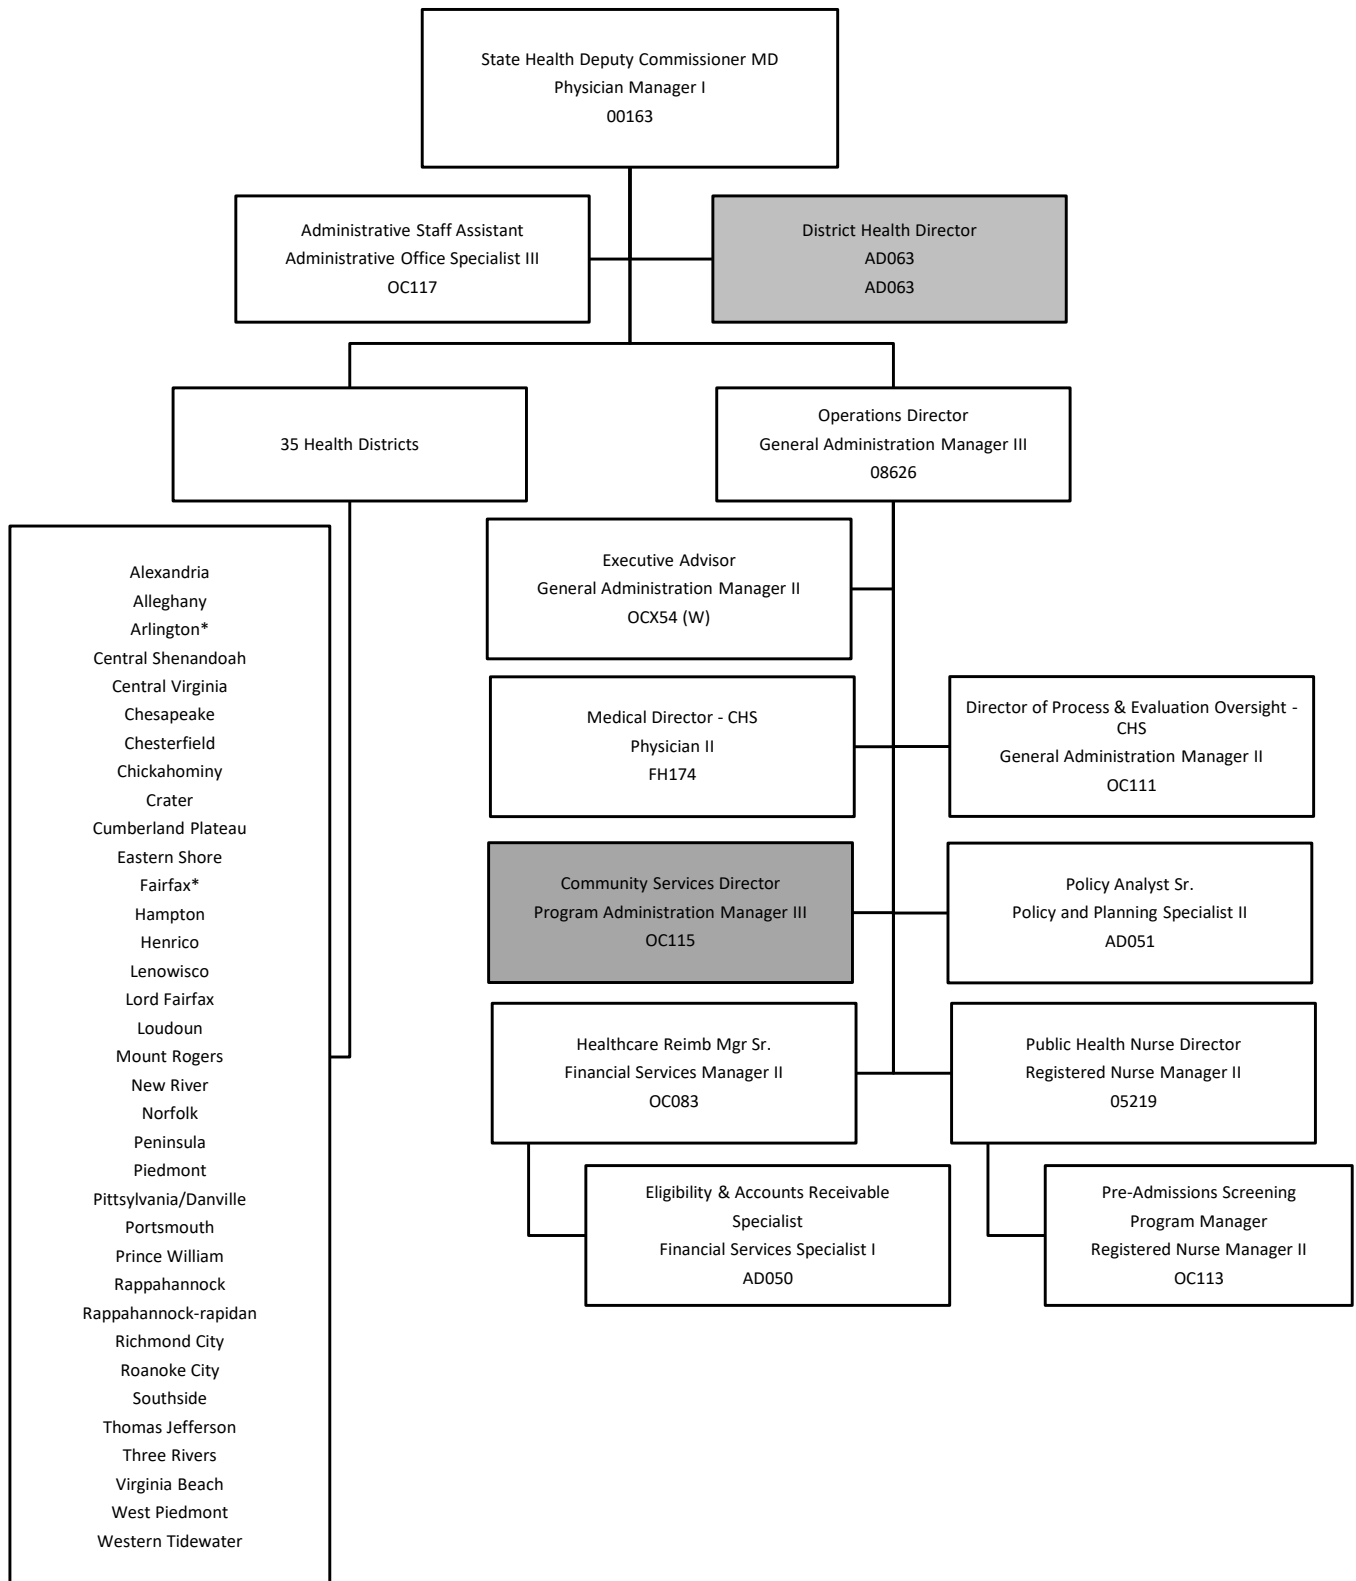 State Health Deputy Commissioner MD
Physician Manager I
00163
Administrative Staff Assistant
Administrative Office Specialist III
OC117
District Health Director
AD063
AD063
35 Health Districts
Operations Director
General Administration Manager III
08626
Alexandria
Alleghany
Arlington*
Central Shenandoah
Central Virginia
Chesapeake
Chesterfield
Chickahominy
Crater
Cumberland Plateau
Eastern Shore
Fairfax*
Hampton
Henrico
Lenowisco
Lord Fairfax
Loudoun
Mount Rogers
New River
Norfolk
Peninsula
Piedmont
Pittsylvania/Danville
Portsmouth
Prince William
Rappahannock
Rappahannock-rapidan
Richmond City
Roanoke City
Southside
Thomas Jefferson
Three Rivers
Virginia Beach
West Piedmont
Western Tidewater
Executive Advisor
General Administration Manager II
OCX54 (W)
Medical Director - CHS
Physician II
FH174
Director of Process & Evaluation Oversight -
CHS
General Administration Manager II
OC111
Community Services Director
Program Administration Manager III
OC115
Policy Analyst Sr.
Policy and Planning Specialist II
AD051
Healthcare Reimb Mgr Sr.
Financial Services Manager II
OC083
Public Health Nurse Director
Registered Nurse Manager II
05219
Eligibility & Accounts Receivable
Specialist
Financial Services Specialist I
AD050
Pre-Admissions Screening
Program Manager
Registered Nurse Manager II
OC113